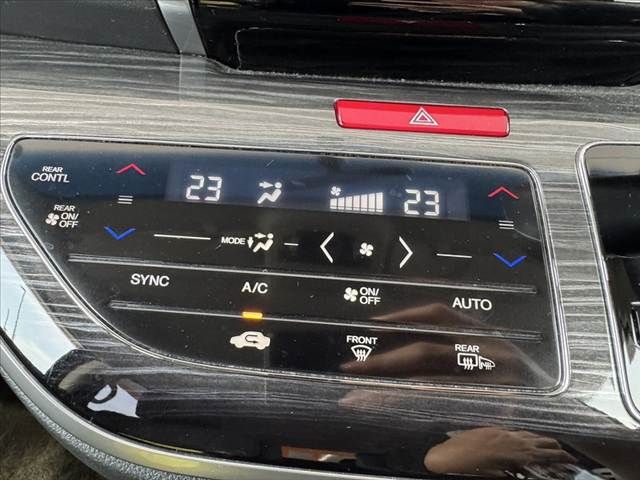 REAR
CONTL
23
23
REAR
ON/
OFF
MODE
SYNC
A/C
ON/
OFF
AUTO
FRONT
REAR